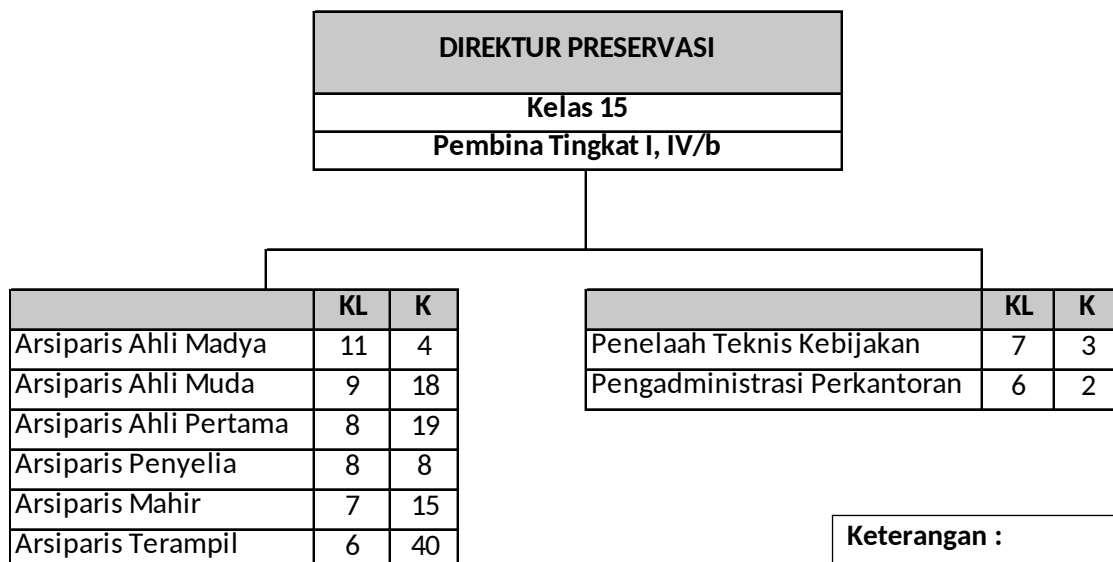 DIREKTUR PRESERVASI
Kelas 15
Pembina Tingkat I, IV/b
KL K
Arsiparis Ahli Madya 11 4
Arsiparis Ahli Muda 9 18
Arsiparis Ahli Pertama 8 19
Arsiparis Penyelia 8 8
Arsiparis Mahir 7 15
Arsiparis Terampil 6 40
KL K
Penelaah Teknis Kebijakan 7 3
Pengadministrasi Perkantoran 6 2
Keterangan :